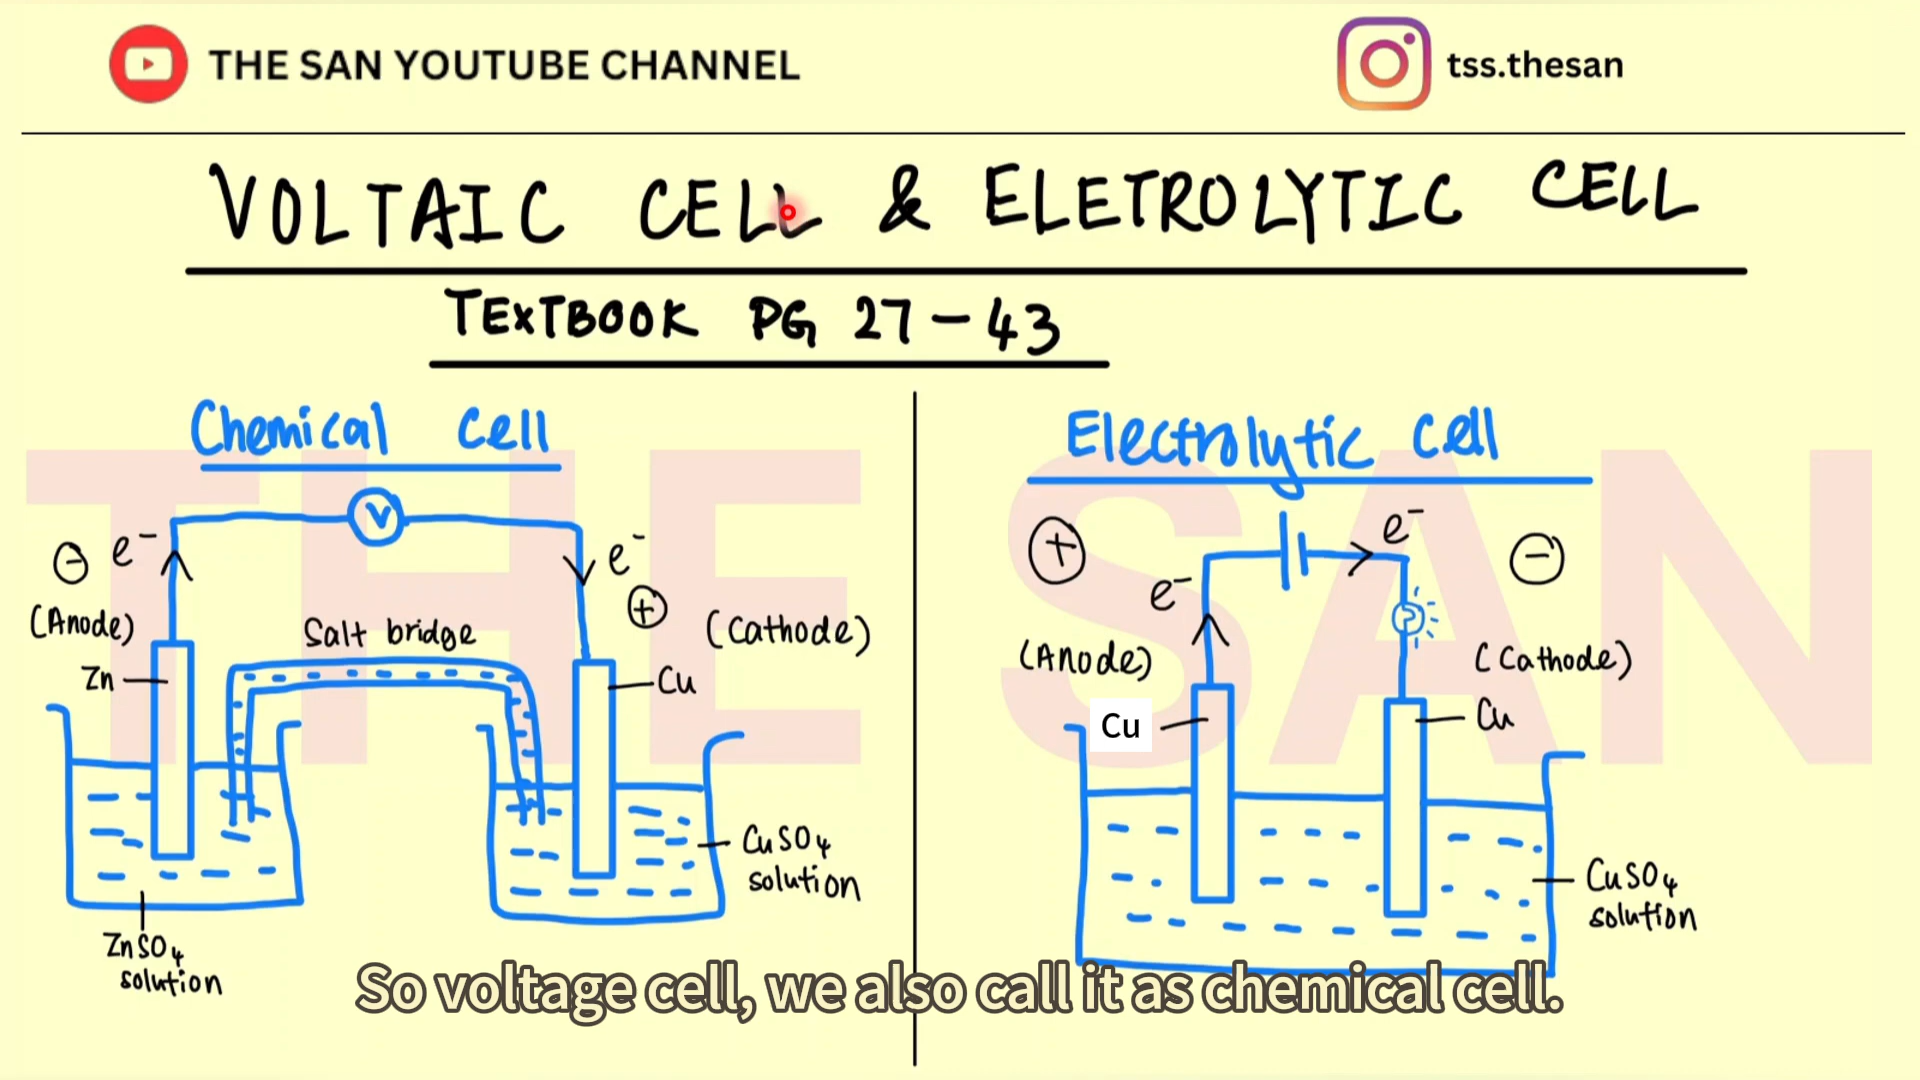 THE SAN YOUTUBE CHANNEL
tss.thesan
VOLTAIC CELL & ELETROLYTIC CELL
TEXTBOOK PG 27-43
Chemical Cell
V
⊖ e⁻
e⁻
⊕
(Anode)
(Cathode)
Salt bridge
Zn
Cu
CuSO₄
solution
ZnSO₄
solution
Electrolytic Cell
⊕
e⁻
⊖
e⁻
(Anode)
(Cathode)
Cu
Cu
CuSO₄
solution
THE SAN
So voltage cell, we also call it as chemical cell.